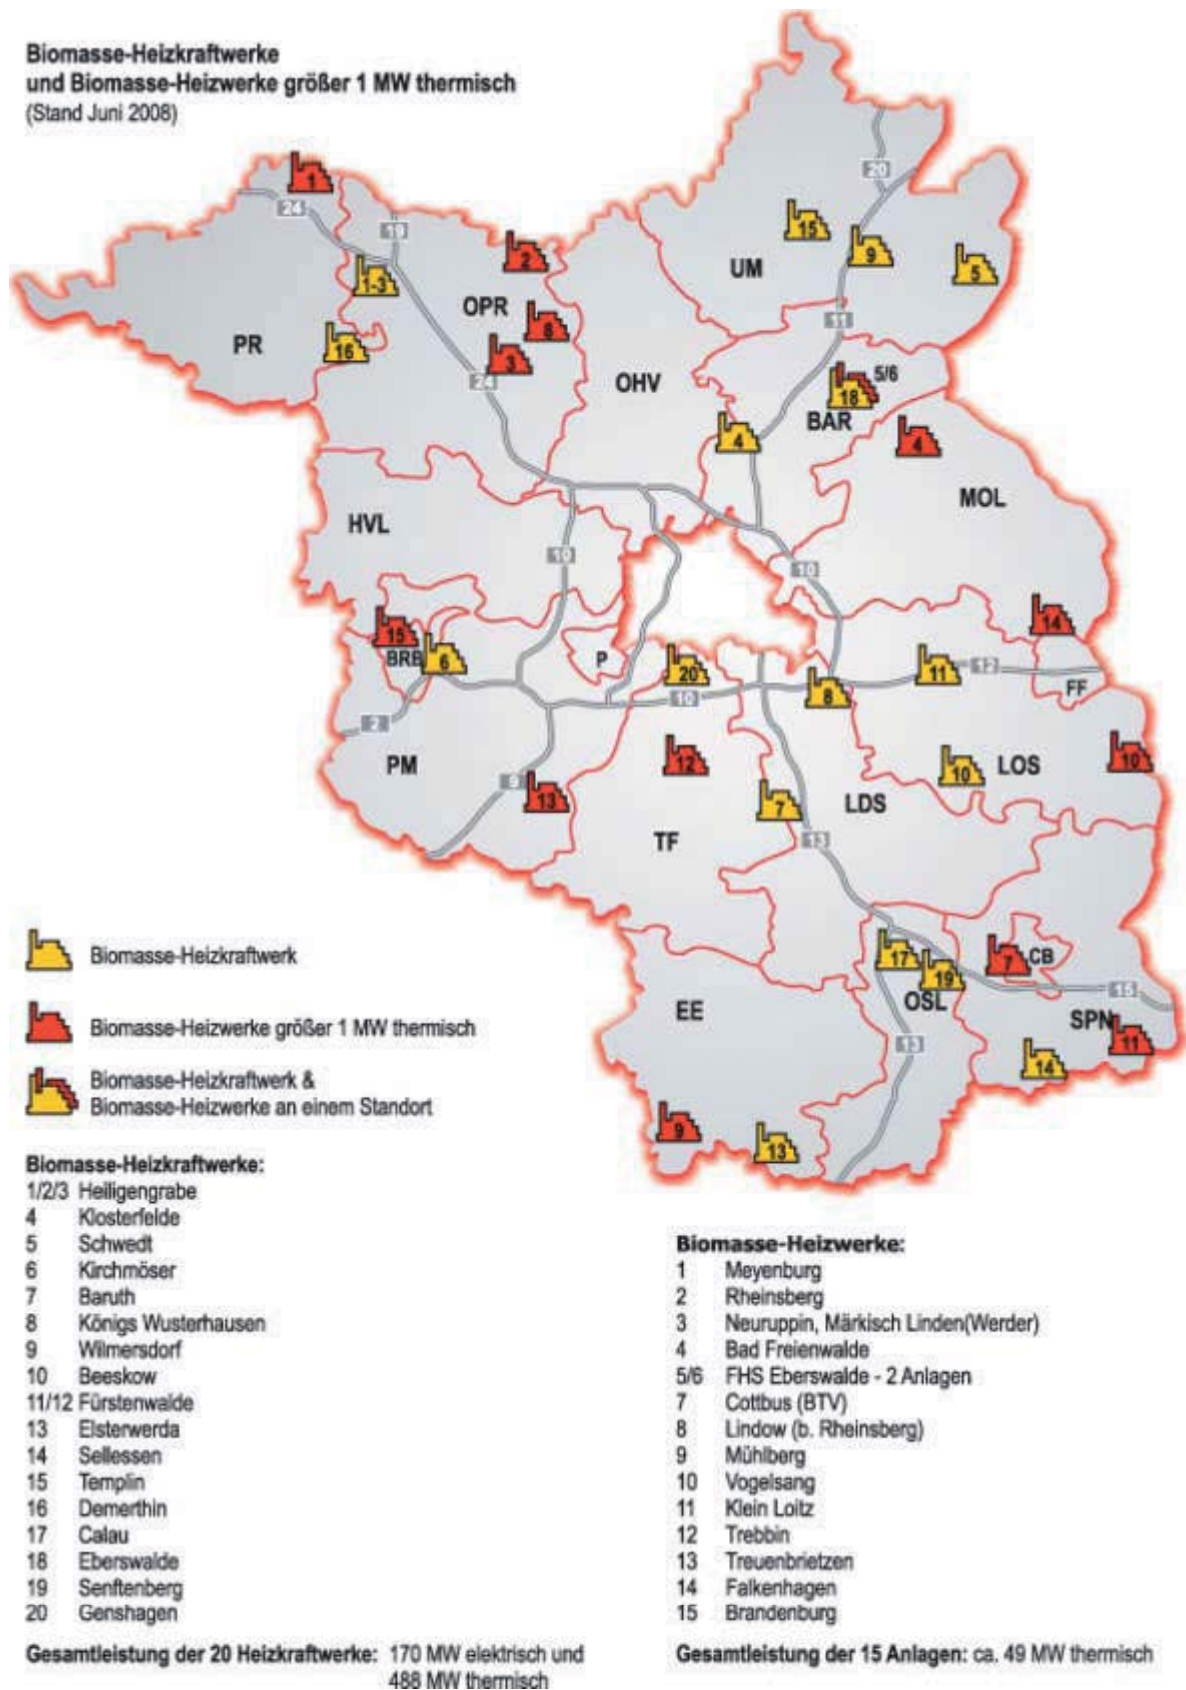 Biomasse-Heizkraftwerke
und Biomasse-Heizwerke größer 1 MW thermisch
(Stand Juni 2008)
1
24
19
20
15
9
5
2
1-3
UM
OPR
8
11
PR
16
3
24
OHV
5/6
18
BAR
4
4
MOL
HVL
10
10
14
15
BRB
6
P
20
11
12
FF
8
10
2
PM
12
10
LOS
10
9
13
7
LDS
TF
13
17
7
CB
19
OSL
15
EE
SPN
11
13
14
9
13
Biomasse-Heizkraftwerk
Biomasse-Heizwerke größer 1 MW thermisch
Biomasse-Heizkraftwerk &
Biomasse-Heizwerke an einem Standort
Biomasse-Heizkraftwerke:
1/2/3 Heiligengrabe
4 Klosterfelde
5 Schwedt
6 Kirchmöser
7 Baruth
8 Königs Wusterhausen
9 Wilmersdorf
10 Beeskow
11/12 Fürstenwalde
13 Elsterwerda
14 Sellessen
15 Templin
16 Demerthin
17 Calau
18 Eberswalde
19 Senftenberg
20 Genshagen
Gesamtleistung der 20 Heizkraftwerke: 170 MW elektrisch und
488 MW thermisch
Biomasse-Heizwerke:
1 Meyenburg
2 Rheinsberg
3 Neuruppin, Märkisch Linden(Werder)
4 Bad Freienwalde
5/6 FHS Eberswalde - 2 Anlagen
7 Cottbus (BTV)
8 Lindow (b. Rheinsberg)
9 Mühlberg
10 Vogelsang
11 Klein Loitz
12 Trebbin
13 Treuenbrietzen
14 Falkenhagen
15 Brandenburg
Gesamtleistung der 15 Anlagen: ca. 49 MW thermisch